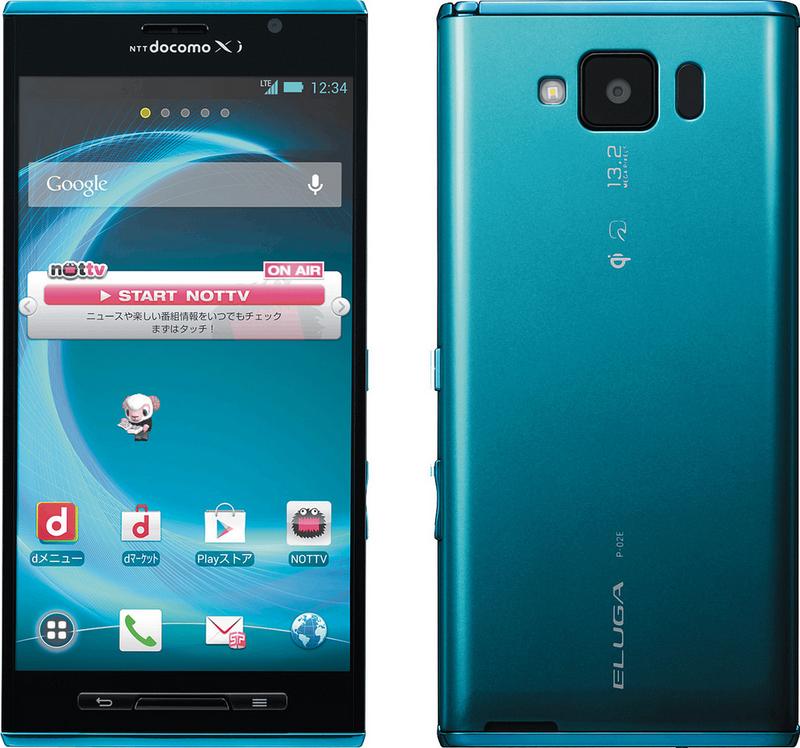 NTT docomo Xi
LTE 12:34
Google
nottv
ON AIR
START NOTTV
ニュースや楽しい番組情報をいつでもチェック
まずはタッチ！
d
d
dメニュー
dマーケット
Playストア
NOTTV
13.2
MEGA PIXELS
qi
P-02E
ELUGA